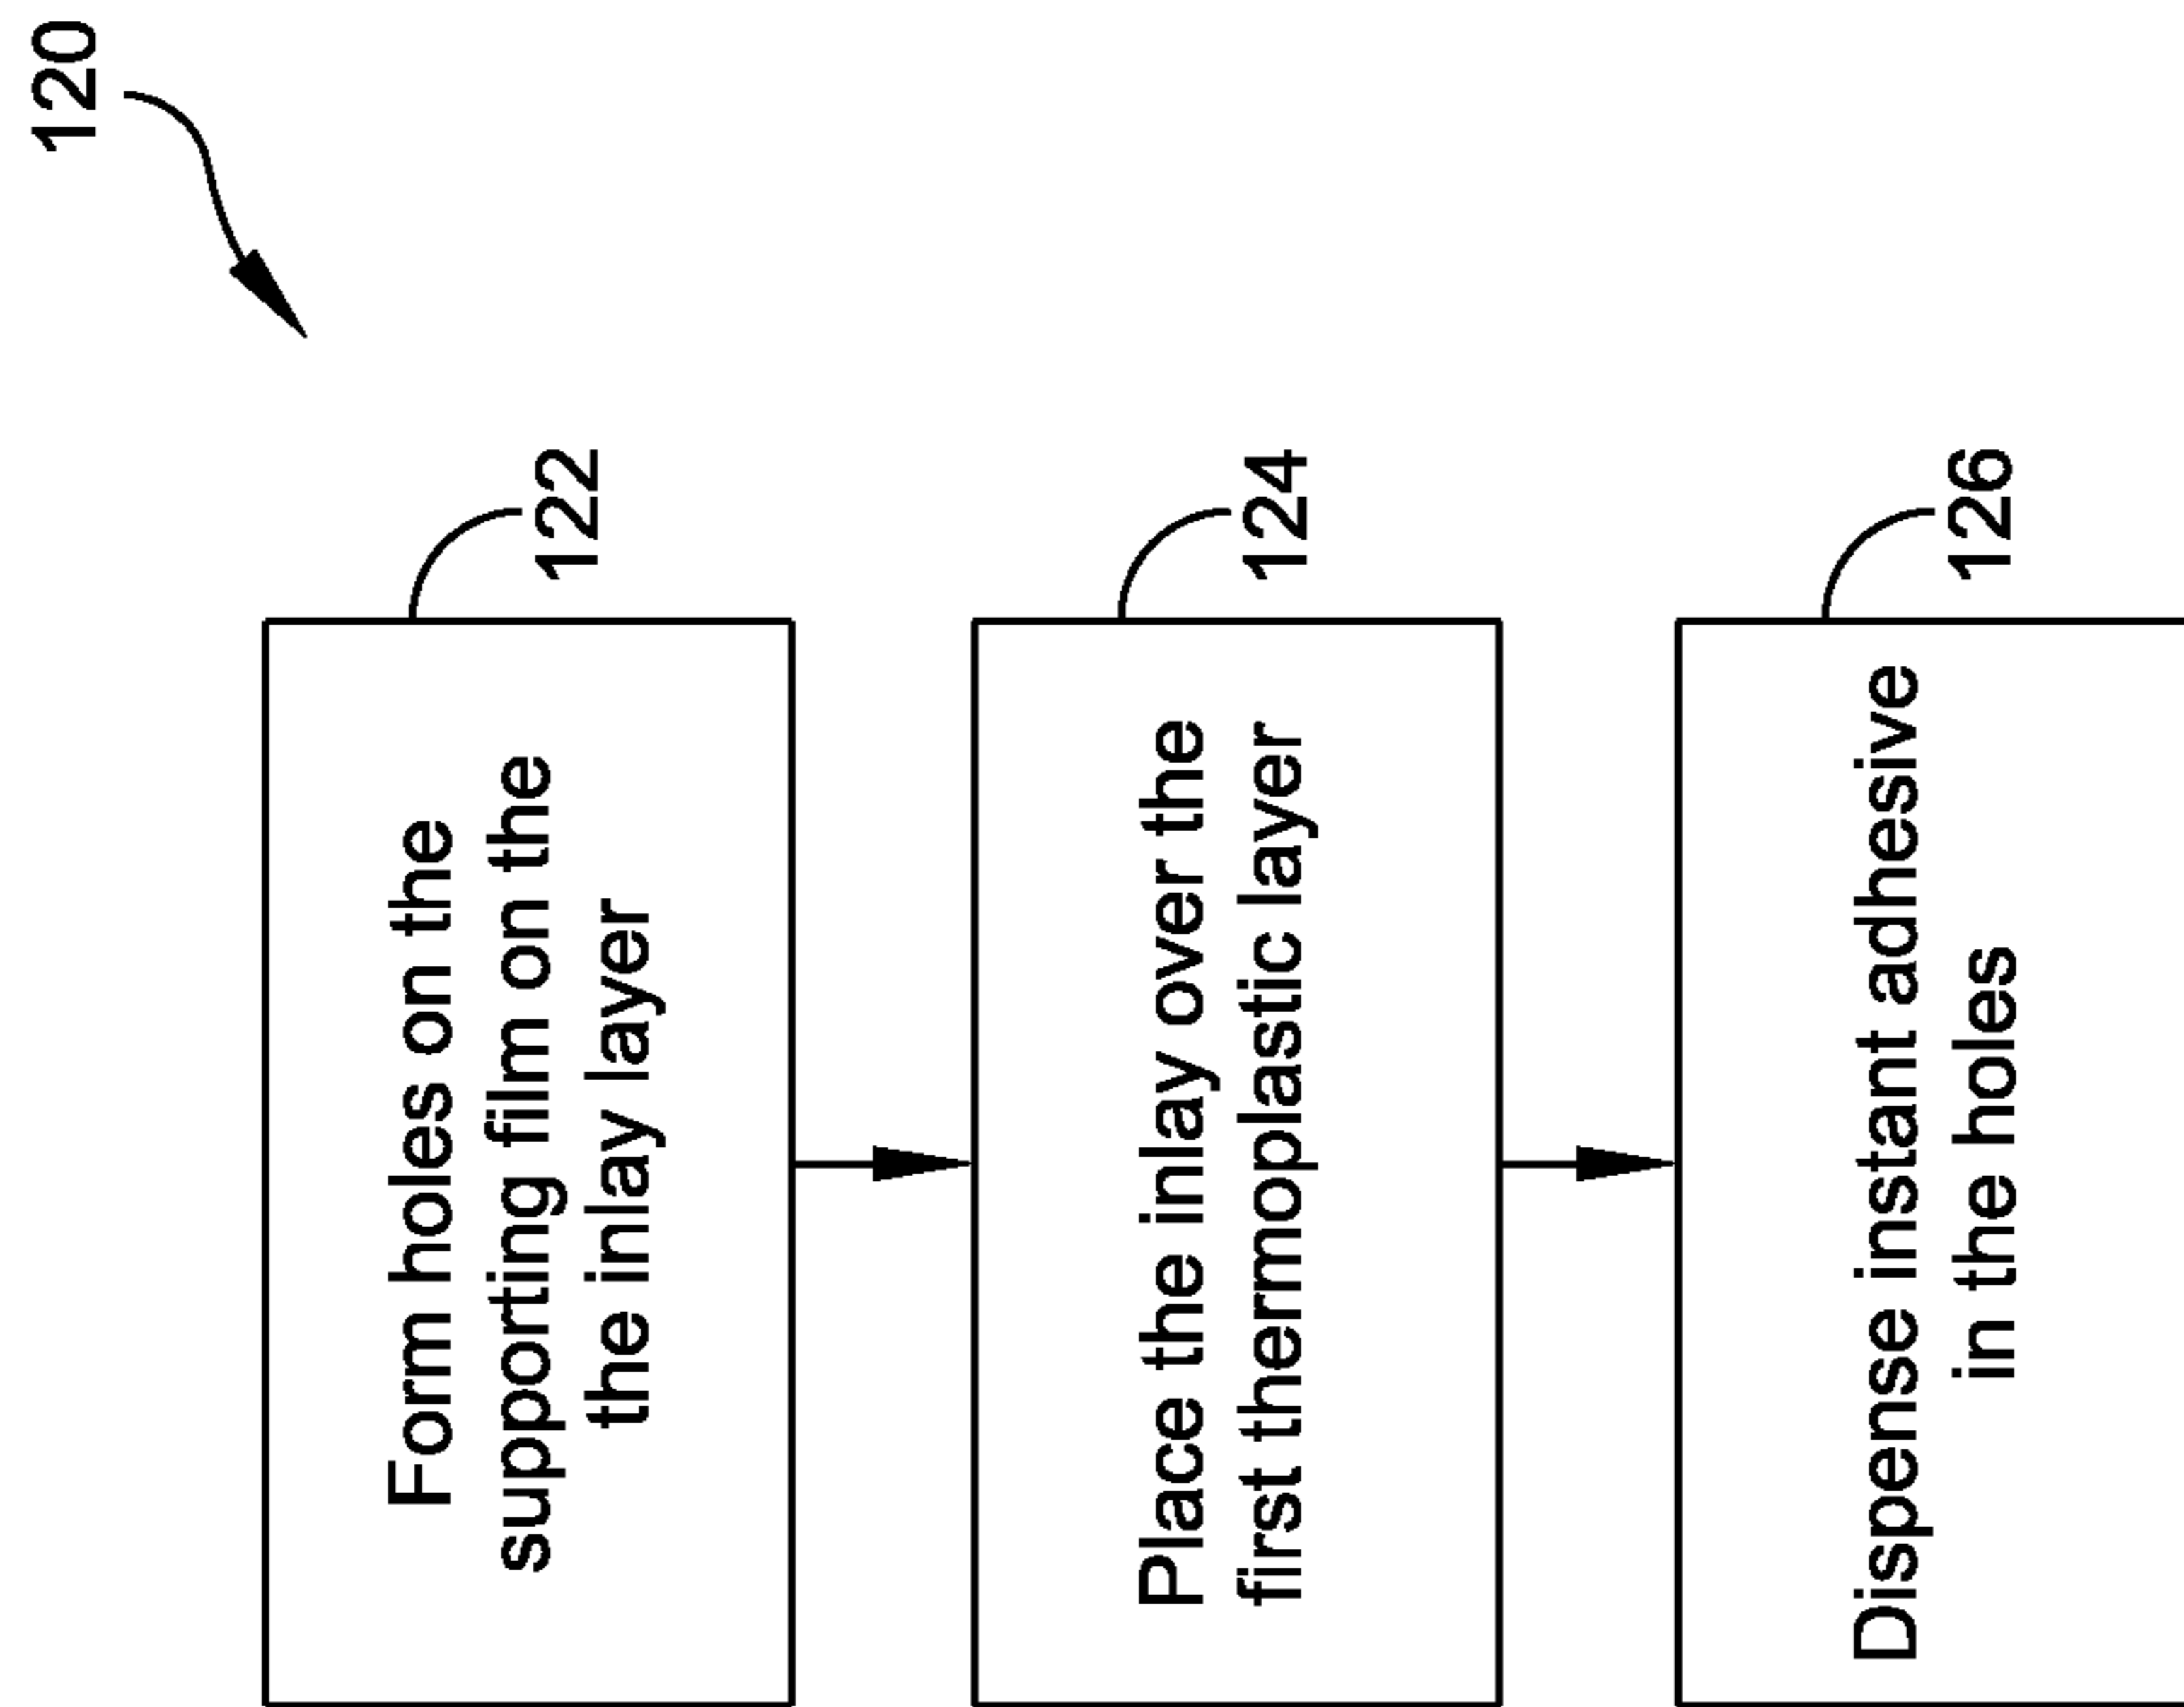 120
Form holes on the
supporting film on the
the inlay layer
122
Place the inlay over the
first thermoplastic layer
124
Dispense instant adhesive
in the holes
126